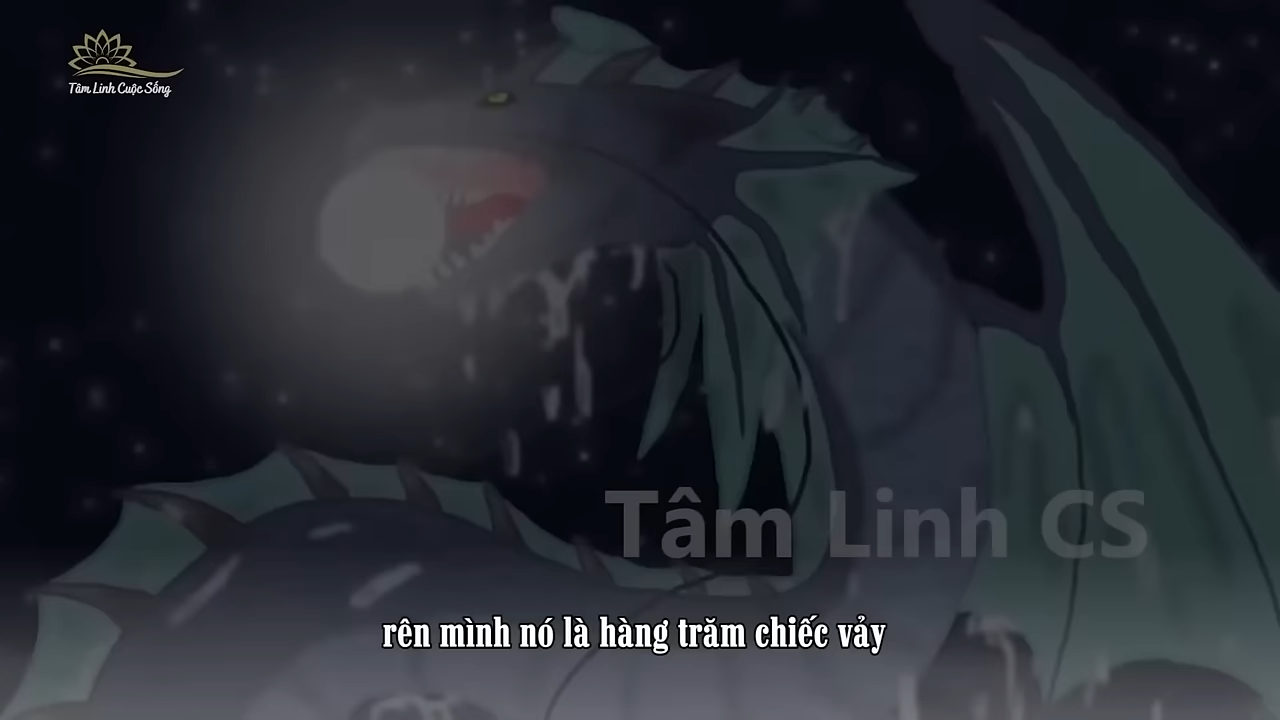 Tâm Linh Cuộc Sống
Tâm Linh CS
rên mình nó là hàng trăm chiếc vảy